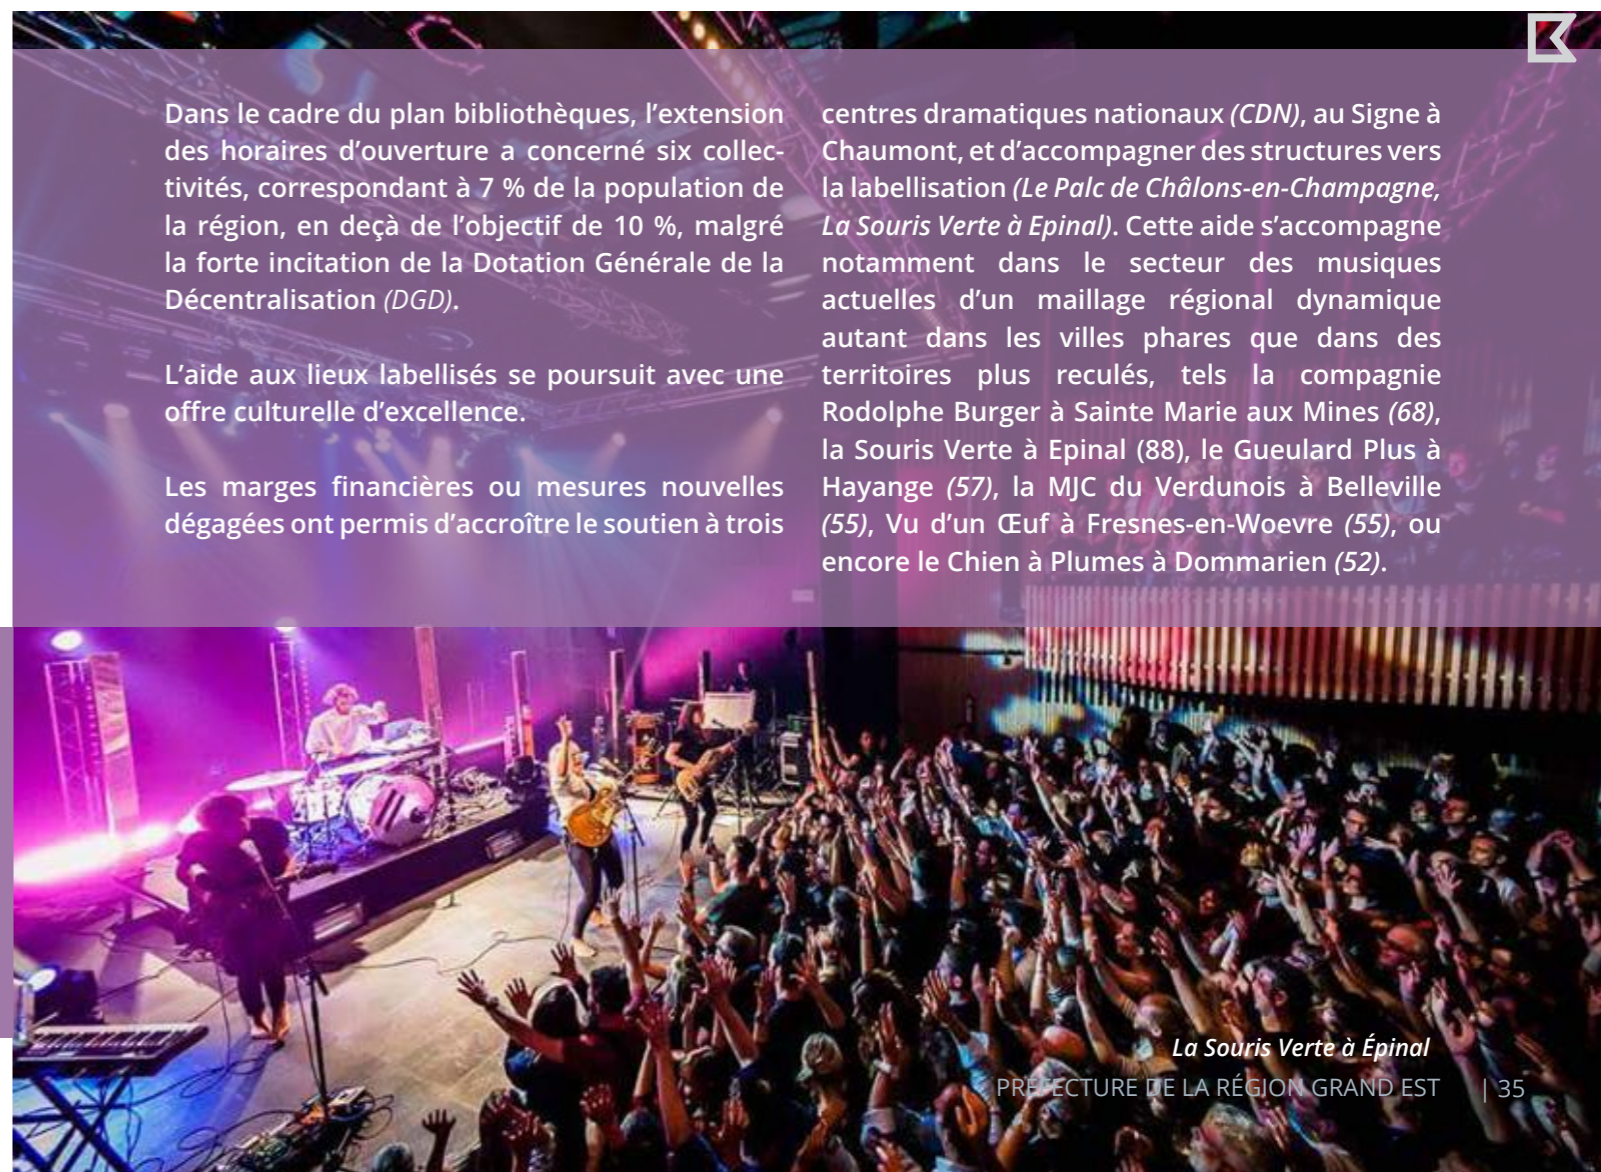 Dans le cadre du plan bibliothèques, l’extension
des horaires d’ouverture a concerné six collec-
tivités, correspondant à 7 % de la population de
la région, en deçà de l’objectif de 10 %, malgré
la forte incitation de la Dotation Générale de la
Décentralisation (DGD).
L’aide aux lieux labellisés se poursuit avec une
offre culturelle d’excellence.
Les marges financières ou mesures nouvelles
dégagées ont permis d’accroître le soutien à trois
centres dramatiques nationaux (CDN), au Signe à
Chaumont, et d’accompagner des structures vers
la labellisation (Le Palc de Châlons-en-Champagne,
La Souris Verte à Epinal). Cette aide s’accompagne
notamment dans le secteur des musiques
actuelles d’un maillage régional dynamique
autant dans les villes phares que dans des
territoires plus reculés, tels la compagnie
Rodolphe Burger à Sainte Marie aux Mines (68),
la Souris Verte à Epinal (88), le Gueulard Plus à
Hayange (57), la MJC du Verdunois à Belleville
(55), Vu d’un Œuf à Fresnes-en-Woevre (55), ou
encore le Chien à Plumes à Dommarien (52).
La Souris Verte à Épinal
PRÉFECTURE DE LA RÉGION GRAND EST | 35